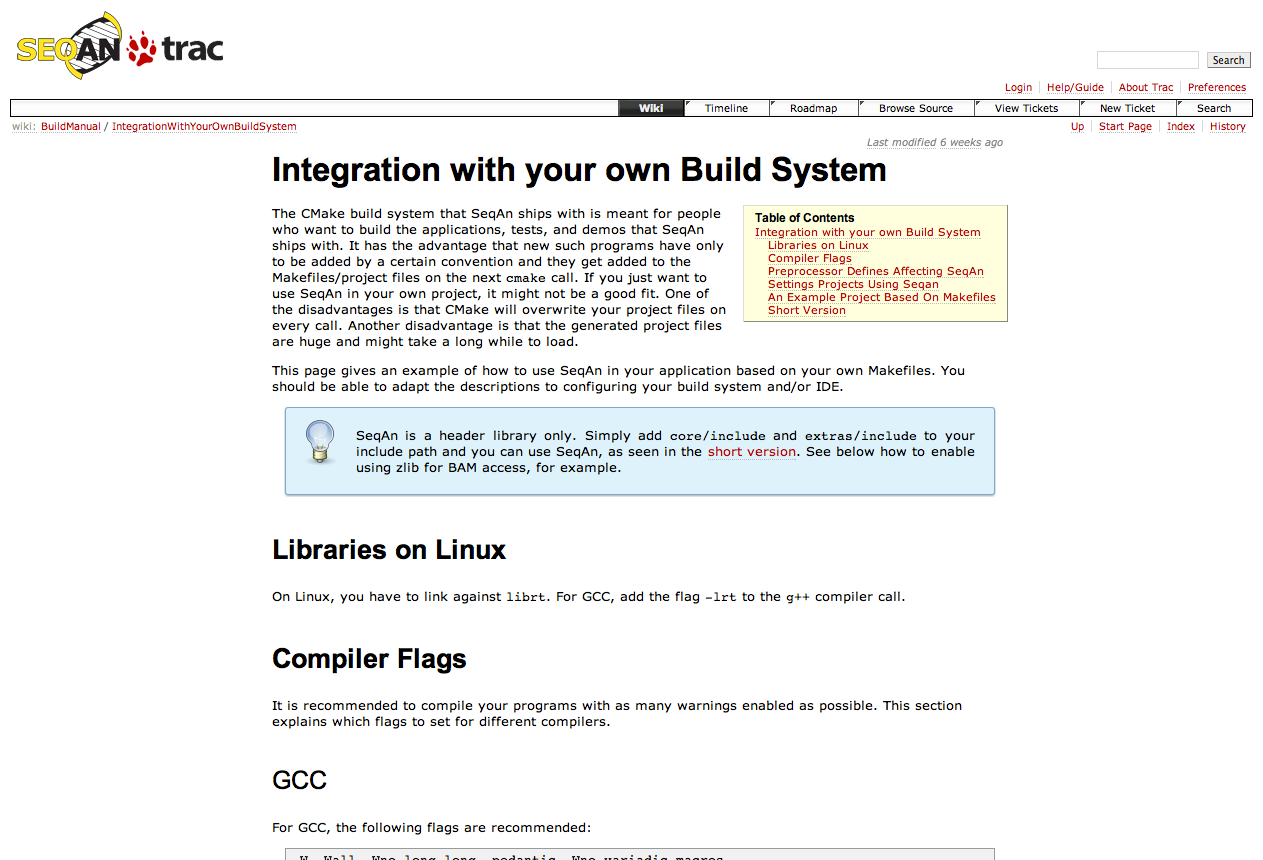 SEQAN trac
Search
Login Help/Guide About Trac Preferences
Wiki Timeline Roadmap Browse Source View Tickets New Ticket Search
wiki: BuildManual / IntegrationWithYourOwnBuildSystem
Up Start Page Index History
Last modified 6 weeks ago
Integration with your own Build System
The CMake build system that SeqAn ships with is meant for people
who want to build the applications, tests, and demos that SeqAn
ships with. It has the advantage that new such programs have only
to be added by a certain convention and they get added to the
Makefiles/project files on the next cmake call. If you just want to
use SeqAn in your own project, it might not be a good fit. One of
the disadvantages is that CMake will overwrite your project files on
every call. Another disadvantage is that the generated project files
are huge and might take a long while to load.
Table of Contents
Integration with your own Build System
Libraries on Linux
Compiler Flags
Preprocessor Defines Affecting SeqAn
Settings Projects Using Seqan
An Example Project Based On Makefiles
Short Version
This page gives an example of how to use SeqAn in your application based on your own Makefiles. You
should be able to adapt the descriptions to configuring your build system and/or IDE.
SeqAn is a header library only. Simply add core/include and extras/include to your
include path and you can use SeqAn, as seen in the short version. See below how to enable
using zlib for BAM access, for example.
Libraries on Linux
On Linux, you have to link against librt. For GCC, add the flag -lrt to the g++ compiler call.
Compiler Flags
It is recommended to compile your programs with as many warnings enabled as possible. This section
explains which flags to set for different compilers.
GCC
For GCC, the following flags are recommended:
-W -Wall -Wno-long-long -pedantic -Wno-variadic-macros